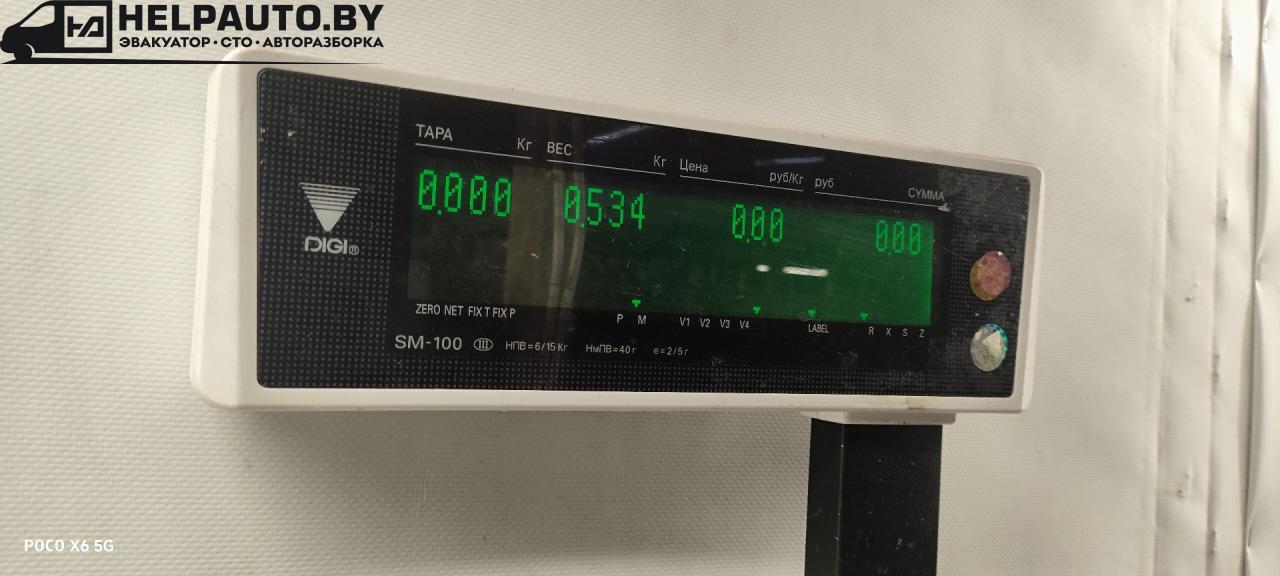 HELPAUTO.BY
ЭВАКУАТОР · СТО · АВТОРАЗБОРКА
ТАРА Кг ВЕС Кг Цена руб/Кг руб СУММА
0.000 0.534 0.00 0.00
DIGI®
ZERO NET FIX T FIX P P M V1 V2 V3 V4 LABEL R X S Z
SM-100 III НПВ=6/15 Кг НмПВ=40 г e=2/5 г
POCO X6 5G